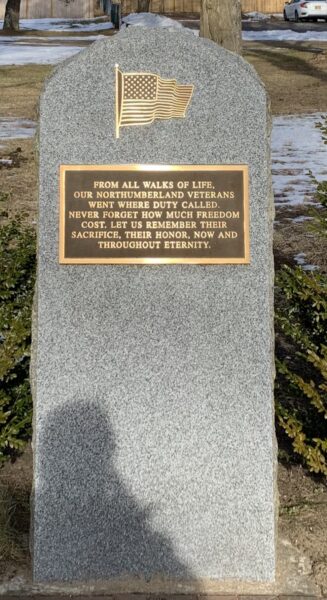 FROM ALL WALKS OF LIFE,
OUR NORTHUMBERLAND VETERANS
WENT WHERE DUTY CALLED.
NEVER FORGET HOW MUCH FREEDOM
COST. LET US REMEMBER THEIR
SACRIFICE, THEIR HONOR, NOW AND
THROUGHOUT ETERNITY.